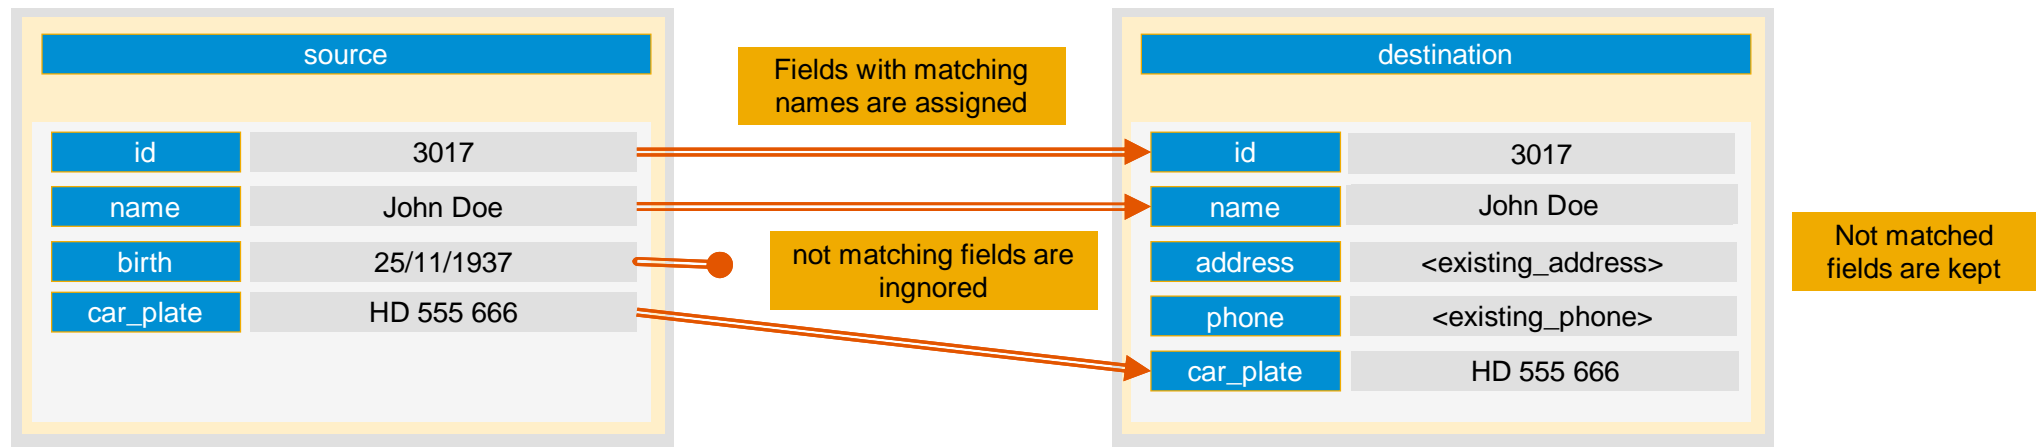 source
id 3017
name John Doe
birth 25/11/1937
car_plate HD 555 666
Fields with matching
names are assigned
not matching fields are
ingnored
destination
id 3017
name John Doe
address <existing_address>
phone <existing_phone>
car_plate HD 555 666
Not matched
fields are kept